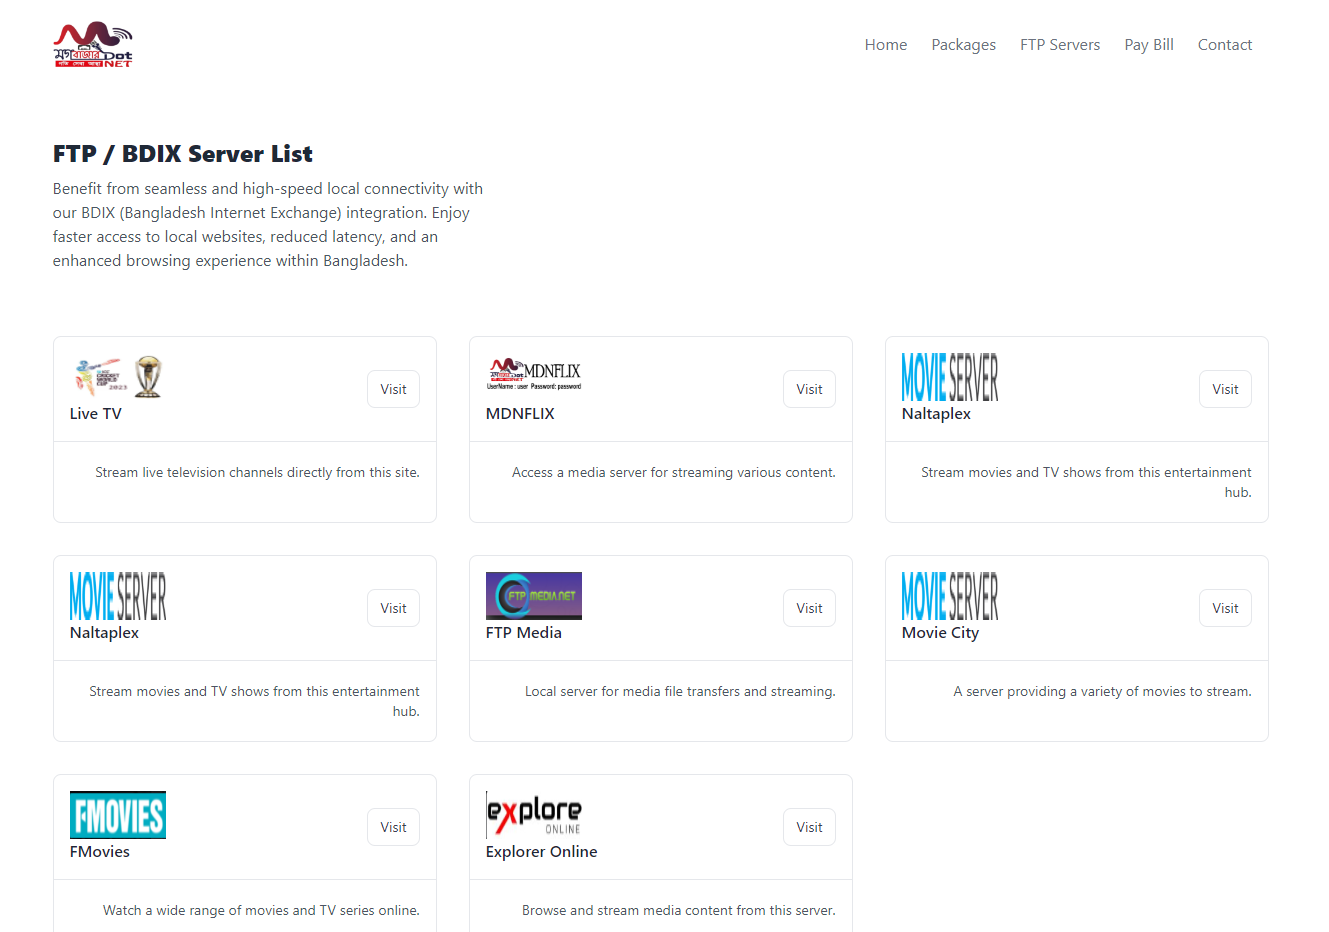 মগবাজার Dot
NET
Home Packages FTP Servers Pay Bill Contact
FTP / BDIX Server List
Benefit from seamless and high-speed local connectivity with
our BDIX (Bangladesh Internet Exchange) integration. Enjoy
faster access to local websites, reduced latency, and an
enhanced browsing experience within Bangladesh.
CRICKET
WORLD
CUP 2023
Live TV
Visit
Stream live television channels directly from this site.
MDNFLIX
UserName : user Password: password
MDNFLIX
Visit
Access a media server for streaming various content.
MOVIE SERVER
Naltaplex
Visit
Stream movies and TV shows from this entertainment
hub.
MOVIE SERVER
Naltaplex
Visit
Stream movies and TV shows from this entertainment
hub.
FTP MEDIA.NET
FTP Media
Visit
Local server for media file transfers and streaming.
MOVIE SERVER
Movie City
Visit
A server providing a variety of movies to stream.
FMOVIES
FMovies
Visit
Watch a wide range of movies and TV series online.
explore
ONLINE
Explorer Online
Visit
Browse and stream media content from this server.